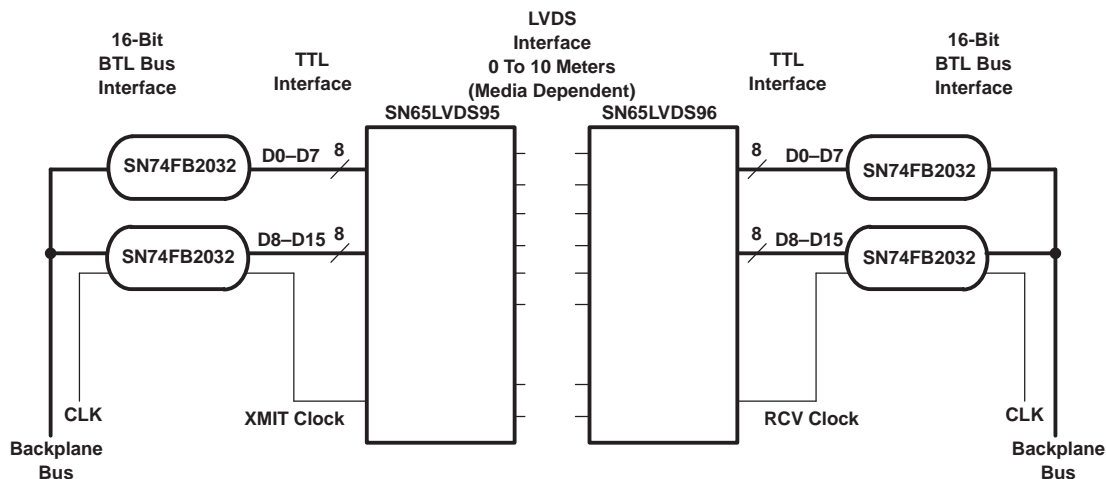 LVDS
Interface
0 To 10 Meters
(Media Dependent)
16-Bit
BTL Bus
Interface
TTL
Interface
TTL
Interface
16-Bit
BTL Bus
Interface
SN65LVDS95
SN65LVDS96
SN74FB2032
D0–D7
8
8
D0–D7
SN74FB2032
SN74FB2032
D8–D15
8
8
D8–D15
SN74FB2032
CLK
XMIT Clock
RCV Clock
CLK
Backplane
Bus
Backplane
Bus